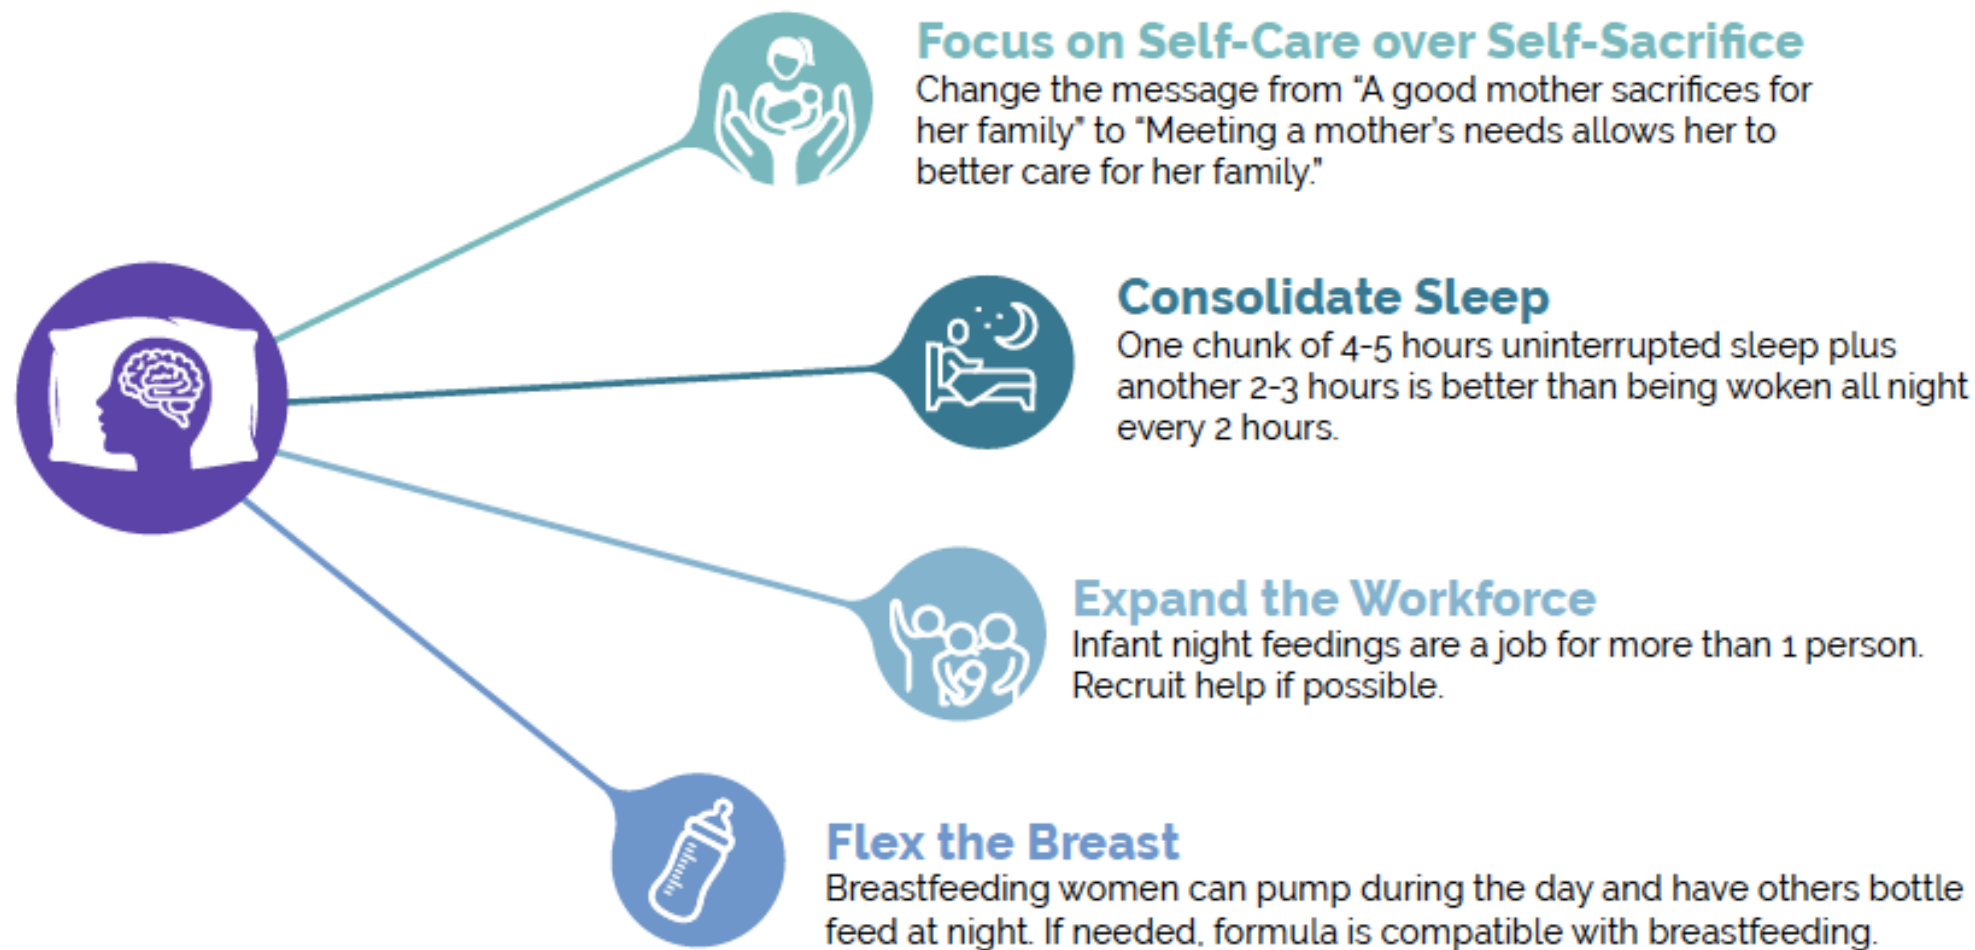 Focus on Self-Care over Self-Sacrifice
Change the message from “A good mother sacrifices for
her family” to “Meeting a mother’s needs allows her to
better care for her family.”
Consolidate Sleep
One chunk of 4-5 hours uninterrupted sleep plus
another 2-3 hours is better than being woken all night
every 2 hours.
Expand the Workforce
Infant night feedings are a job for more than 1 person.
Recruit help if possible.
Flex the Breast
Breastfeeding women can pump during the day and have others bottle
feed at night. If needed, formula is compatible with breastfeeding.